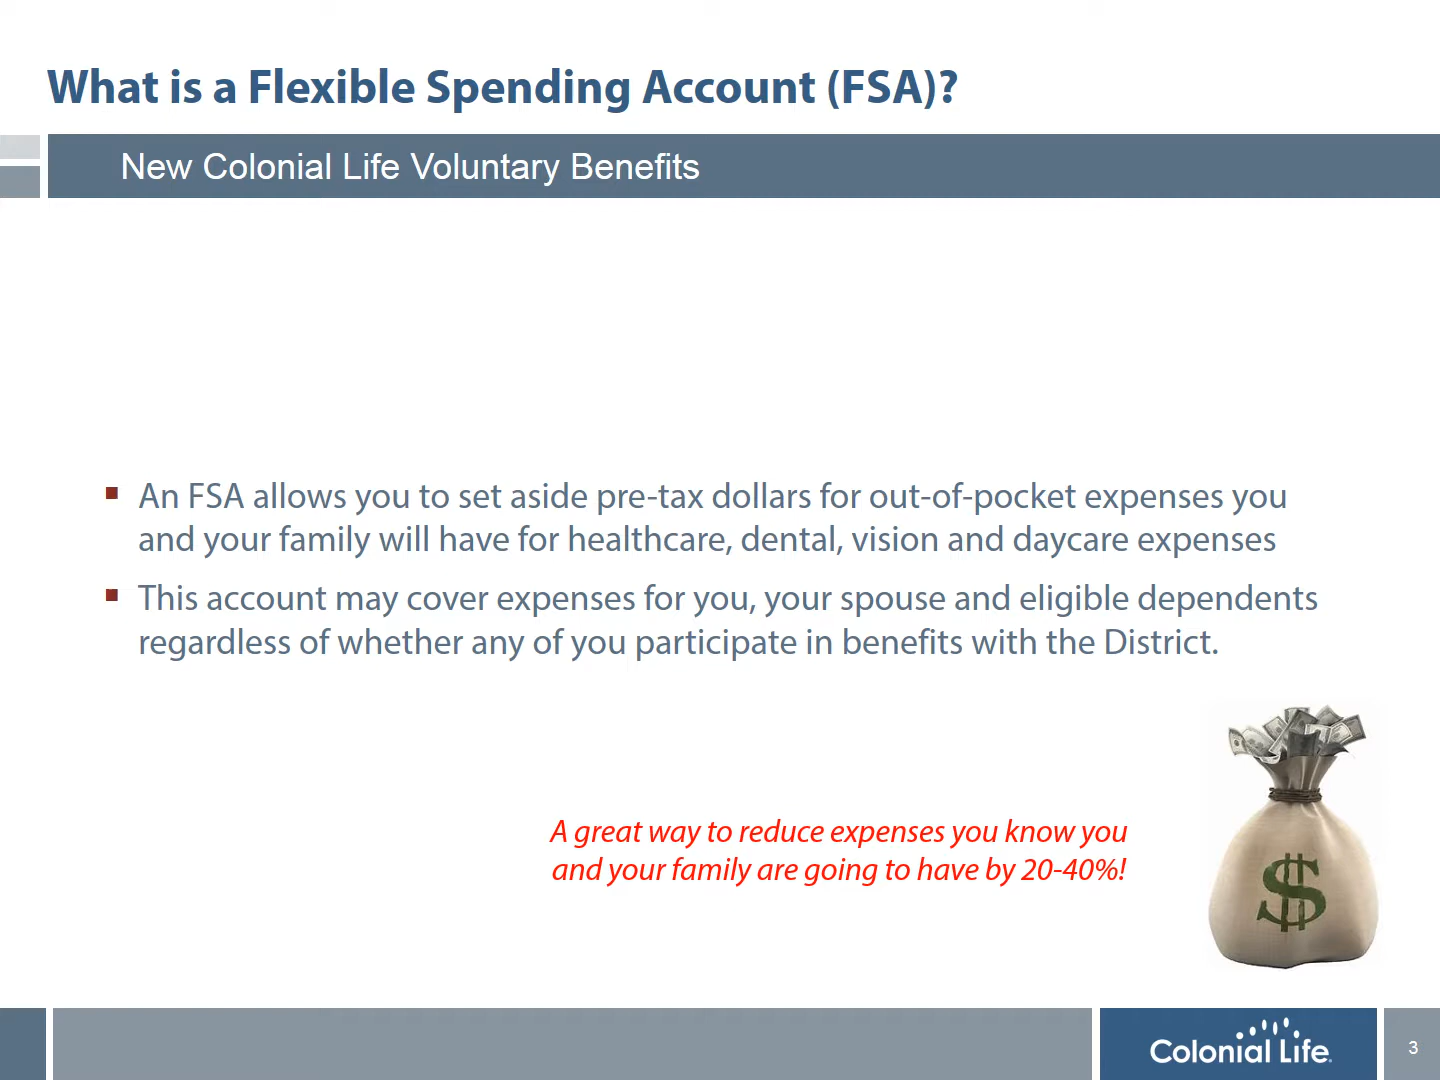 What is a Flexible Spending Account (FSA)?
New Colonial Life Voluntary Benefits
▪ An FSA allows you to set aside pre-tax dollars for out-of-pocket expenses you
and your family will have for healthcare, dental, vision and daycare expenses
▪ This account may cover expenses for you, your spouse and eligible dependents
regardless of whether any of you participate in benefits with the District.
A great way to reduce expenses you know you
and your family are going to have by 20-40%!
$
Colonial Life.
3